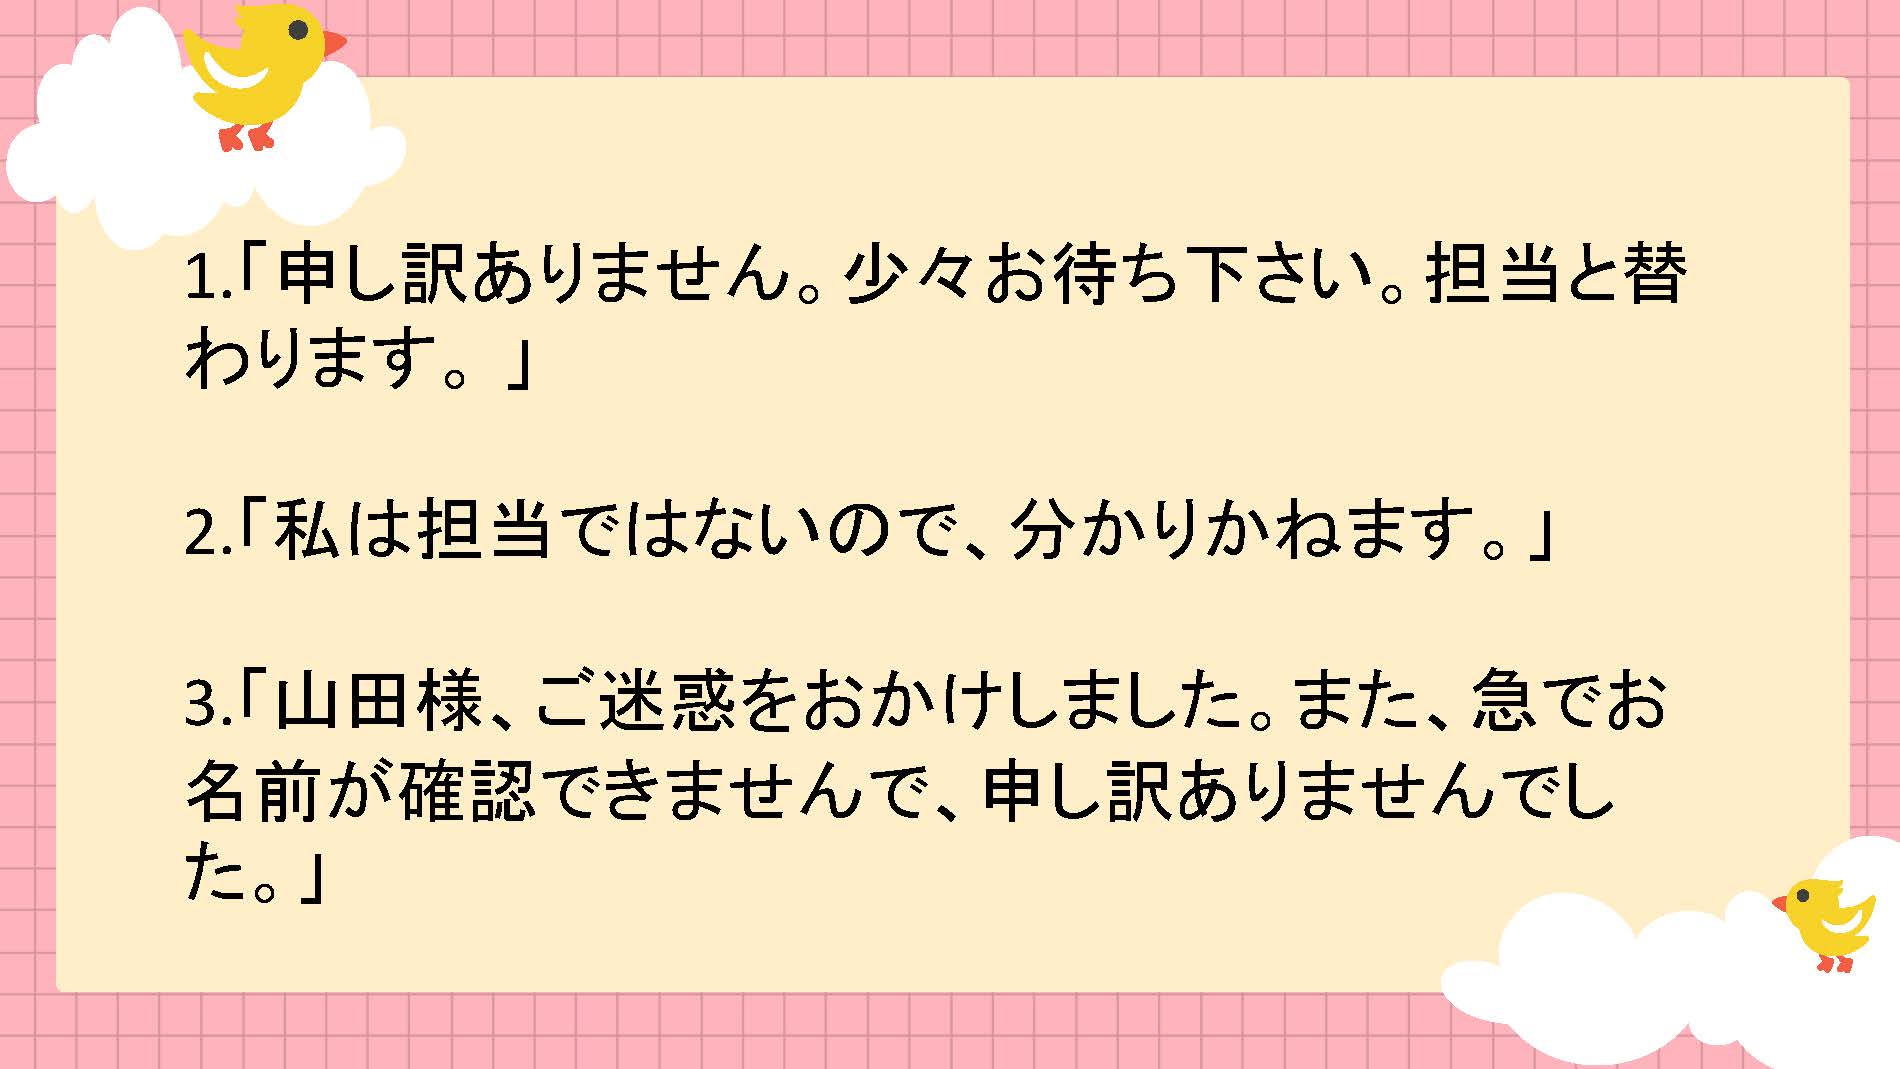 1.「申し訳ありません。少々お待ち下さい。担当と替
わります。 」
2.「私は担当ではないので、分かりかねます。」
3.「山田様、ご迷惑をおかけしました。また、急でお
名前が確認できませんで、申し訳ありませんでし
た。」